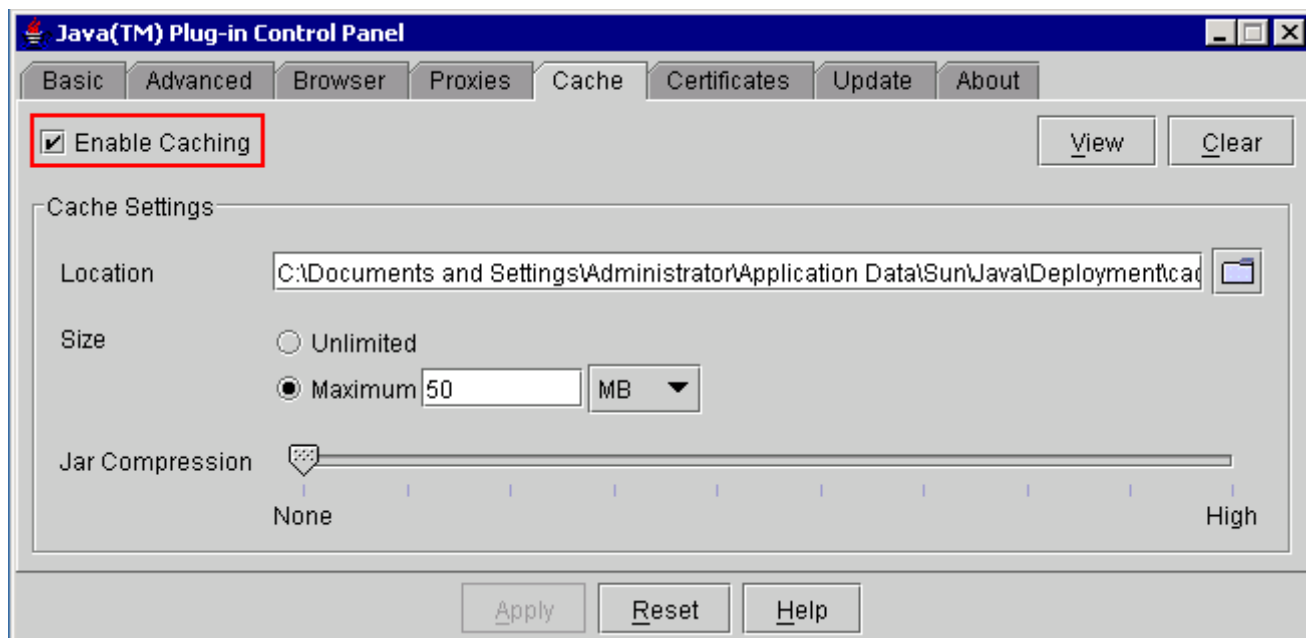 Java(TM) Plug-in Control Panel
Basic Advanced Browser Proxies Cache Certificates Update About
Enable Caching View Clear
Cache Settings
Location C:\Documents and Settings\Administrator\Application Data\Sun\Java\Deployment\cac
Size Unlimited
Maximum 50 MB
Jar Compression
None High
Apply Reset Help